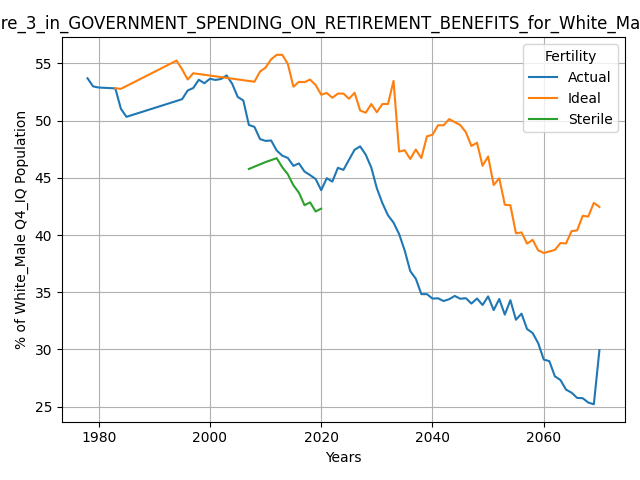 re_3_in_GOVERNMENT_SPENDING_ON_RETIREMENT_BENEFITS_for_White_Ma
Fertility
Actual
Ideal
Sterile
% of White_Male Q4_IQ Population
55
50
45
40
35
30
25
1980
2000
2020
2040
2060
Years